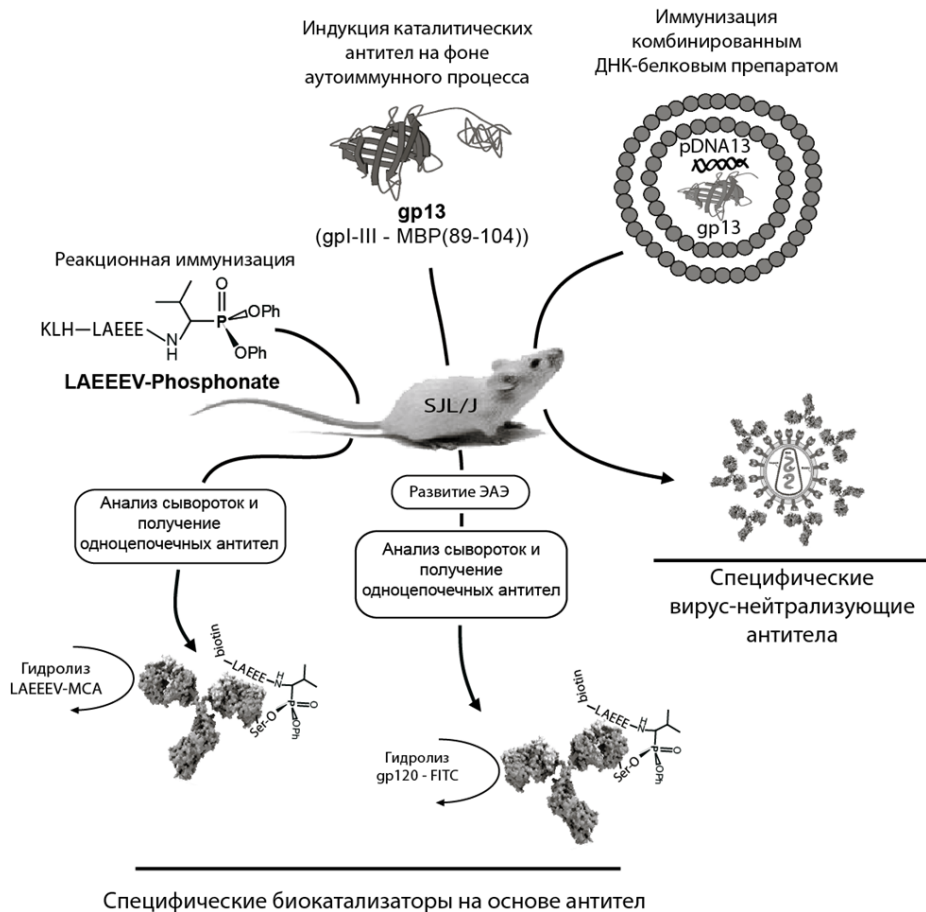 Индукция каталитических
антител на фоне
аутоиммунного процесса
gp13
(gpI-III - MBP(89-104))
Иммунизация
комбинированным
ДНК-белковым препаратом
pDNA13
gp13
Реакционная иммунизация
KLH—LAEEE
N
H
P
O
OPh
OPh
LAEEEV-Phosphonate
SJL/J
Анализ сывороток и
получение
одноцепочечных антител
Развитие ЭАЭ
Анализ сывороток и
получение
одноцепочечных антител
Специфические
вирус-нейтрализующие
антитела
Гидролиз
LAEEEV-MCA
biotin
LAEEE
H
N
Ser-O
P
O
OPh
Гидролиз
gp120 - FITC
biotin
LAEEE
H
N
Ser-O
P
O
OPh
Специфические биокатализаторы на основе антител